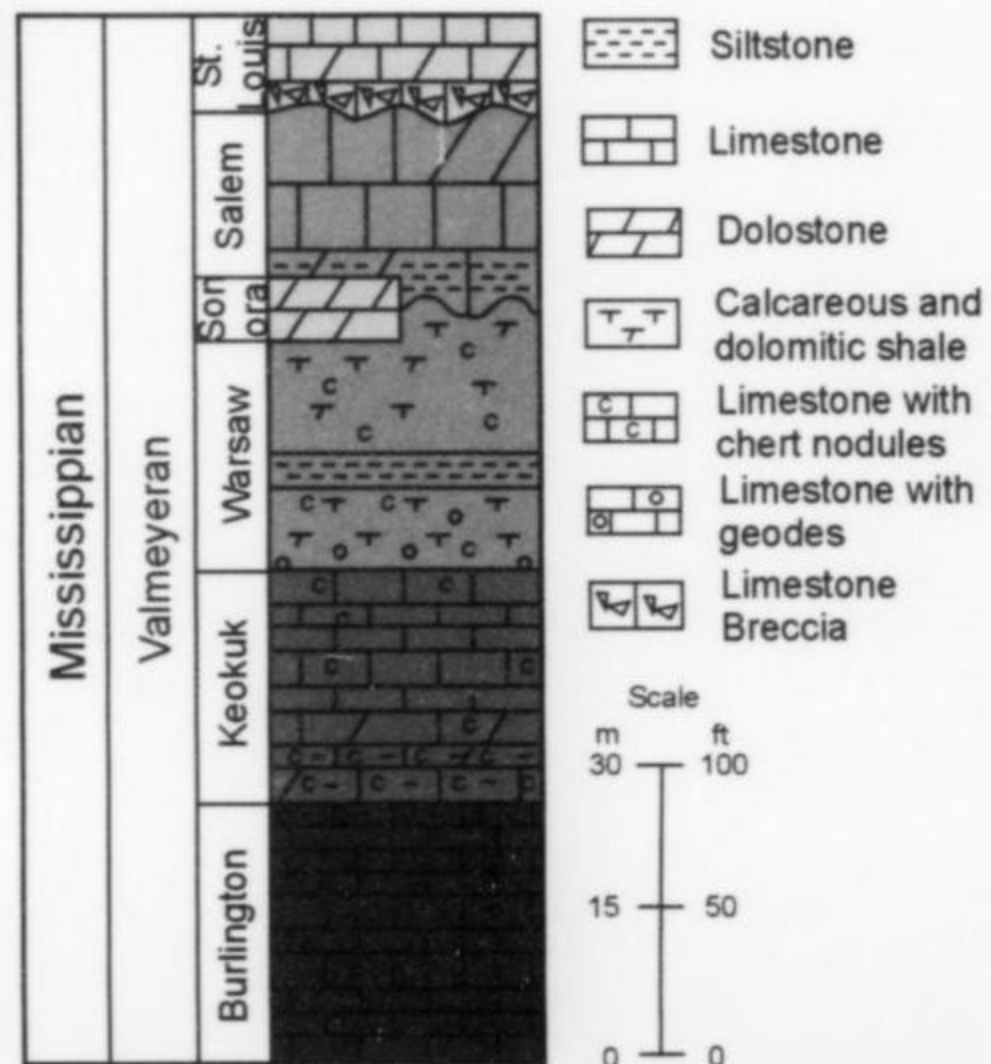 Mississippian
Valmeyeran
St.
Louis
Salem
Son
ora
Warsaw
Keokuk
Burlington
Siltstone
Limestone
Dolostone
Calcareous and
dolomitic shale
Limestone with
chert nodules
Limestone with
geodes
Limestone
Breccia
Scale
m ft
30 100
15 50
0 0